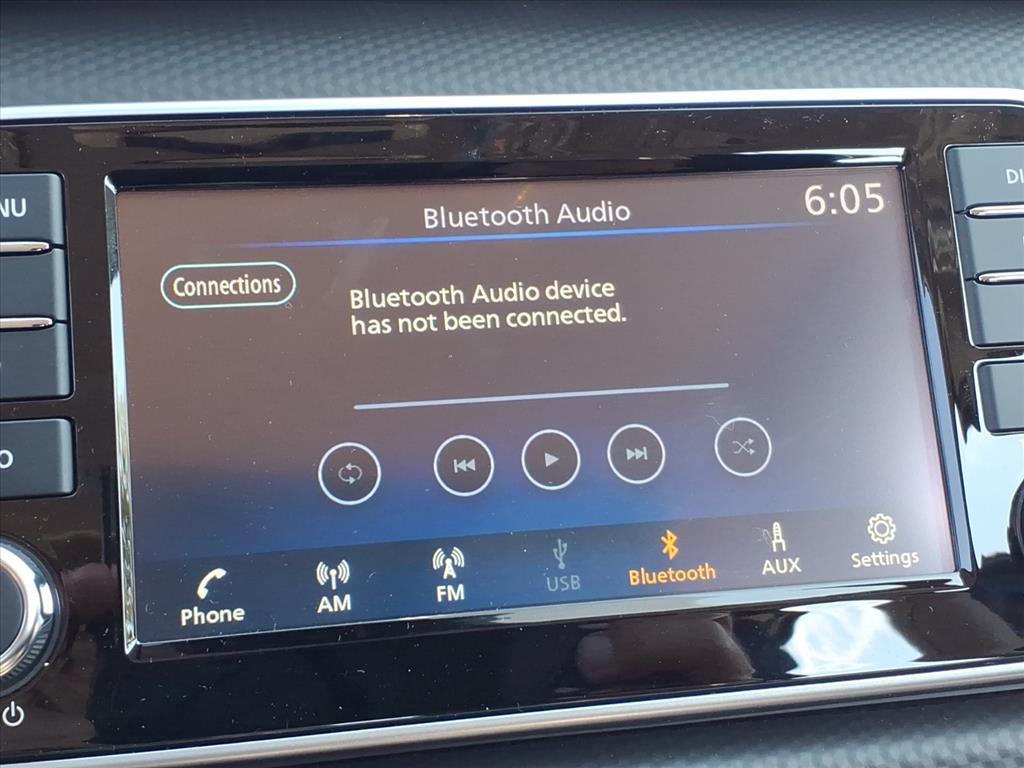 Bluetooth Audio
6:05
Connections
Bluetooth Audio device
has not been connected.
Phone
AM
FM
USB
Bluetooth
AUX
Settings